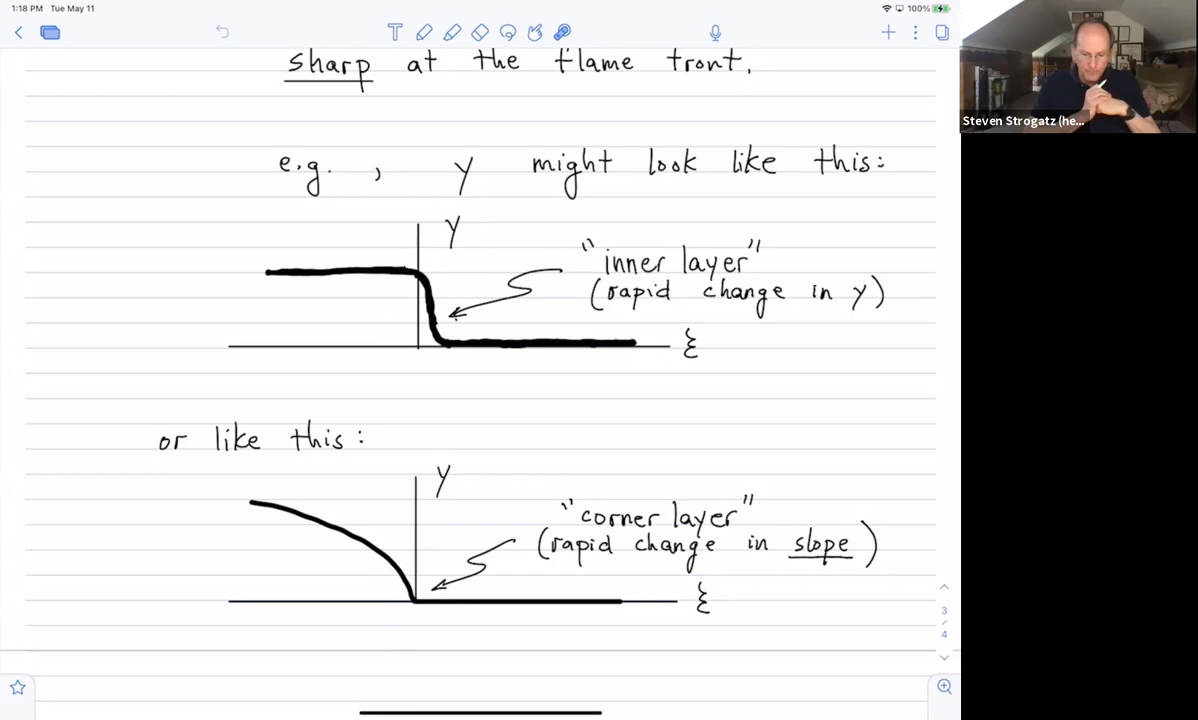 1:18 PM Tue May 11
100%
sharp at the flame front.
e.g., y might look like this:
y
"inner layer"
(rapid change in y)
ξ
or like this:
y
"corner layer"
(rapid change in slope)
ξ
3
/
4
Steven Strogatz (he...